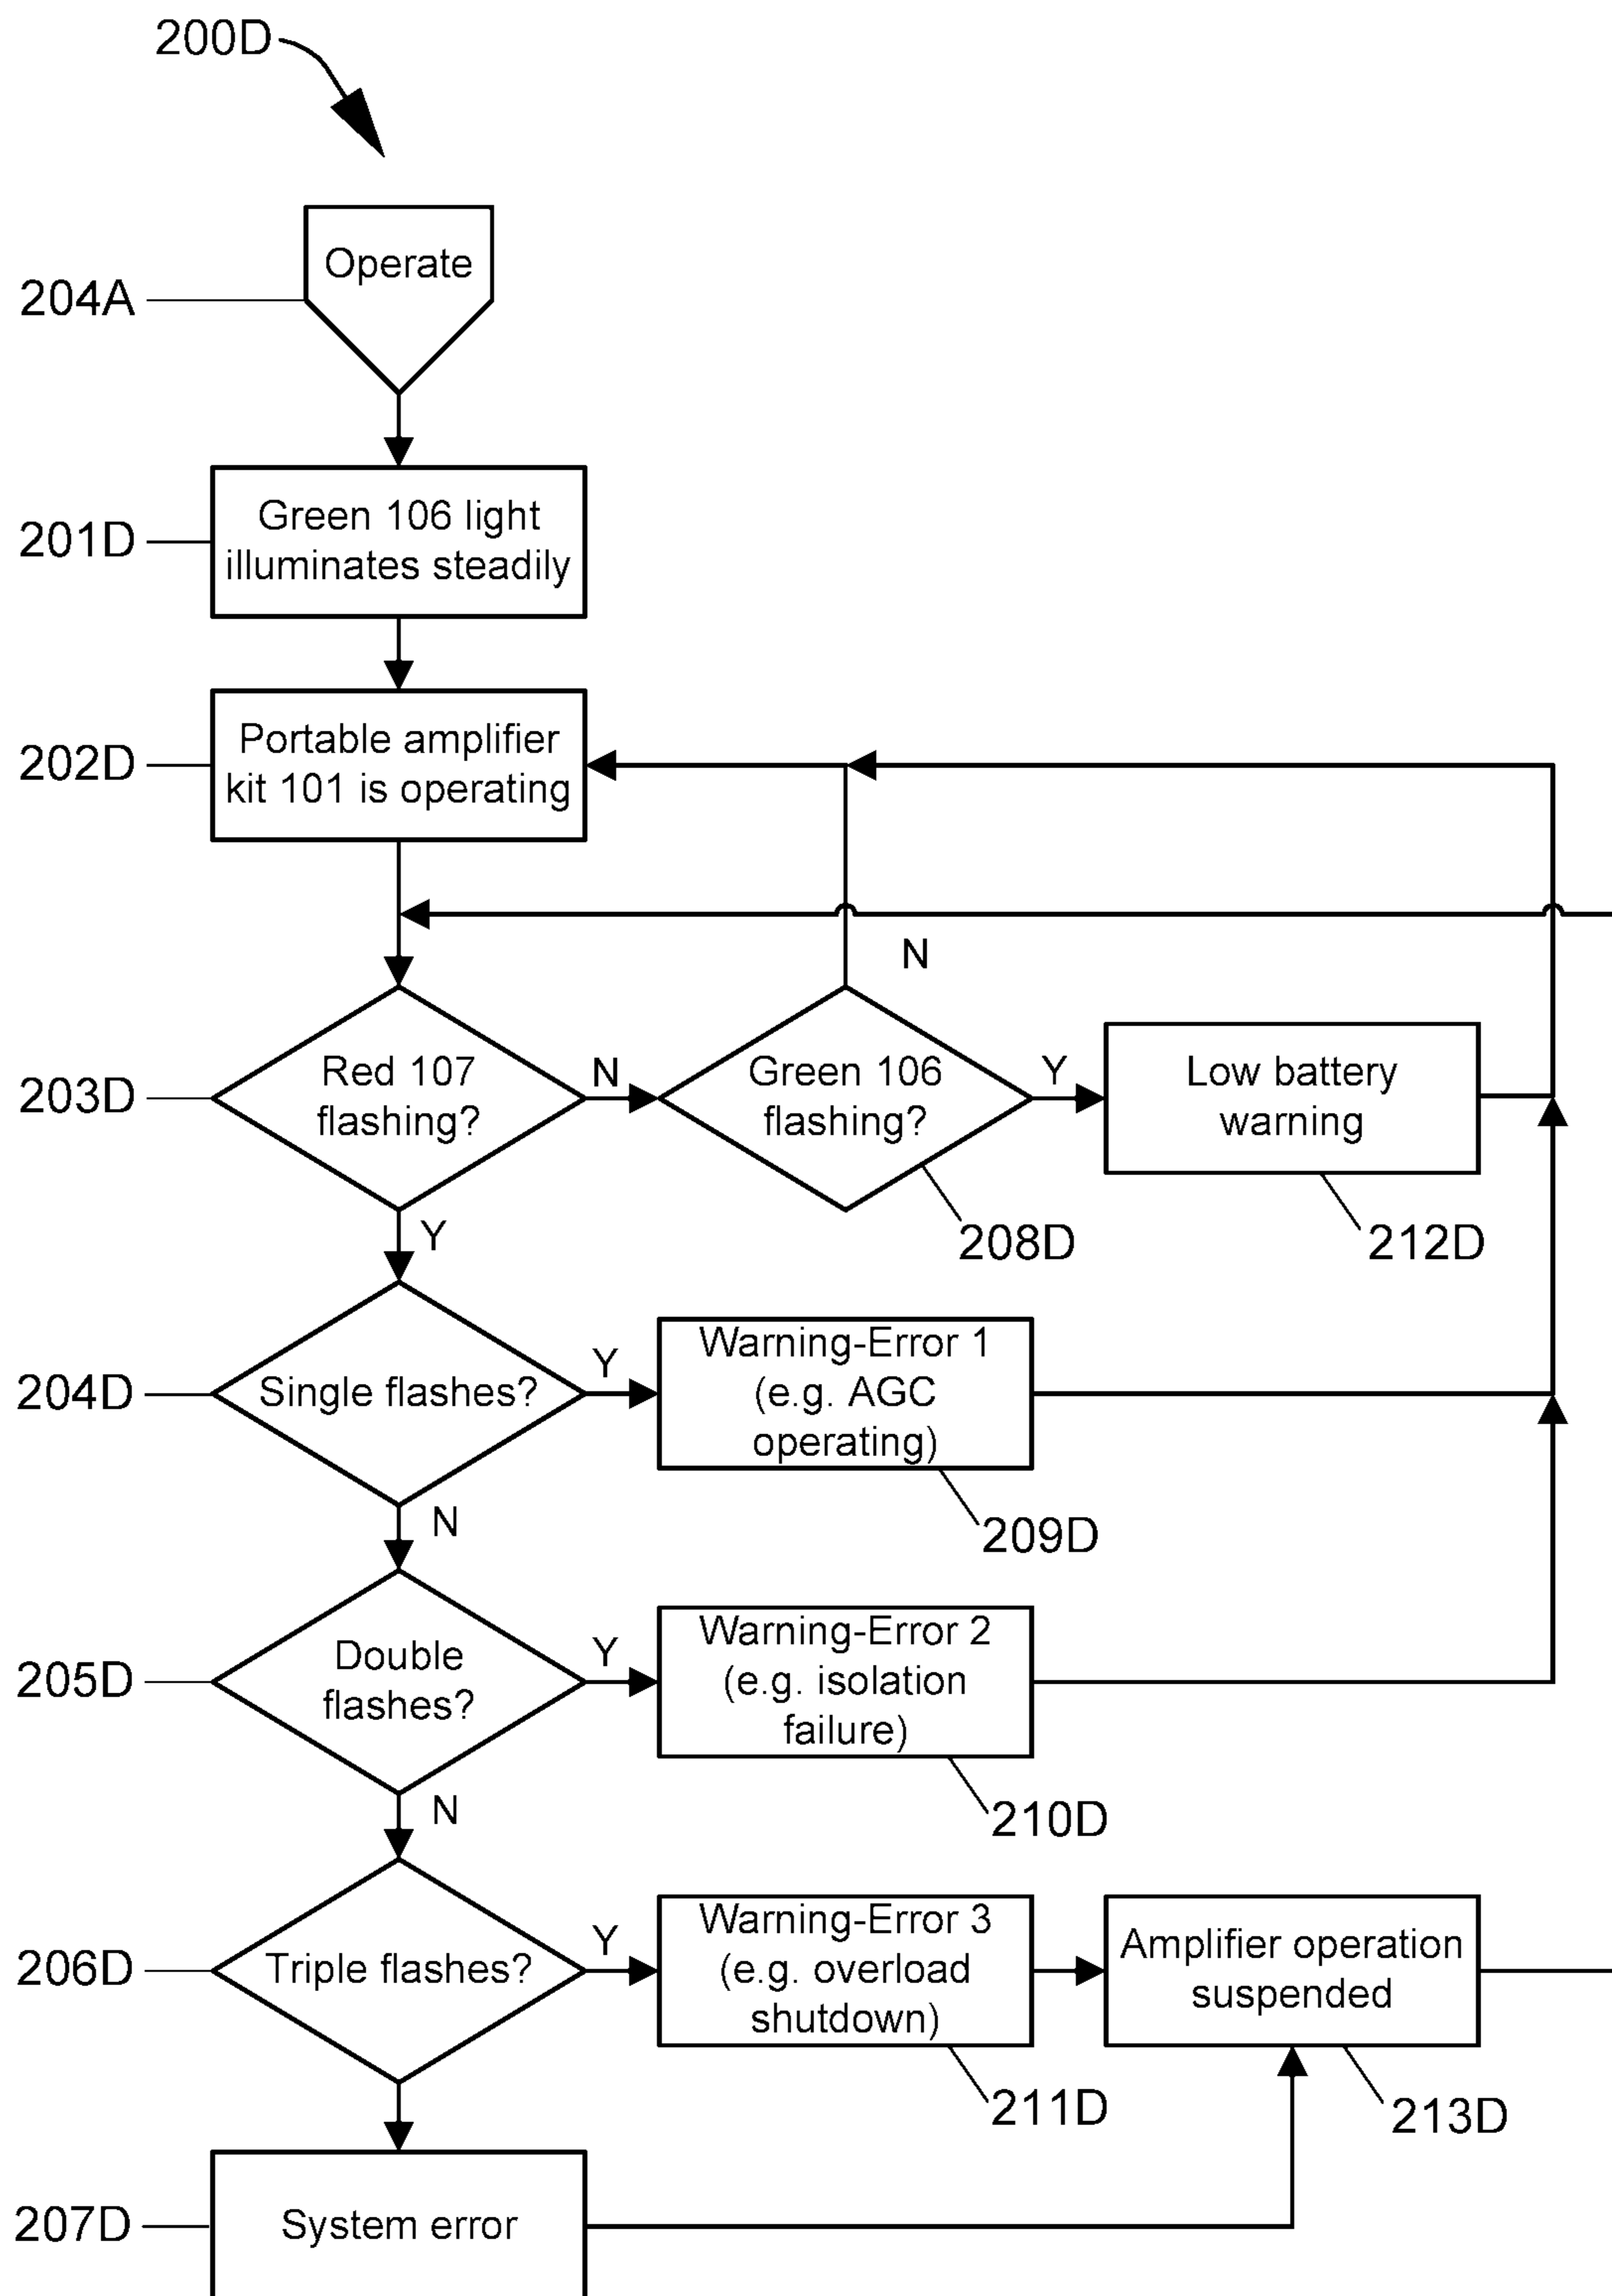 200D
Operate
204A
Green 106 light
illuminates steadily
201D
Portable amplifier
kit 101 is operating
202D
N
Red 107
flashing?
N
Green 106
flashing?
Y
Low battery
warning
203D
208D
212D
Y
Single flashes?
Y
Warning-Error 1
(e.g. AGC
operating)
204D
209D
N
Double
flashes?
Y
Warning-Error 2
(e.g. isolation
failure)
205D
210D
N
Triple flashes?
Y
Warning-Error 3
(e.g. overload
shutdown)
Amplifier operation
suspended
206D
211D
213D
System error
207D